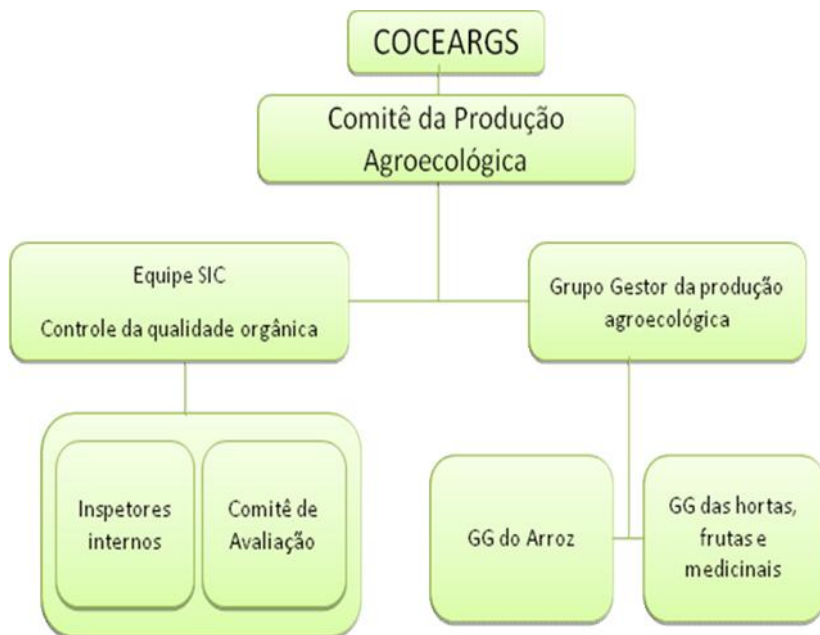 COCEARGS
Comitê da Produção
Agroecológica
Equipe SIC
Controle da qualidade orgânica
Grupo Gestor da produção
agroecológica
Inspetores
internos
Comitê de
Avaliação
GG do Arroz
GG das hortas,
frutas e
medicinais